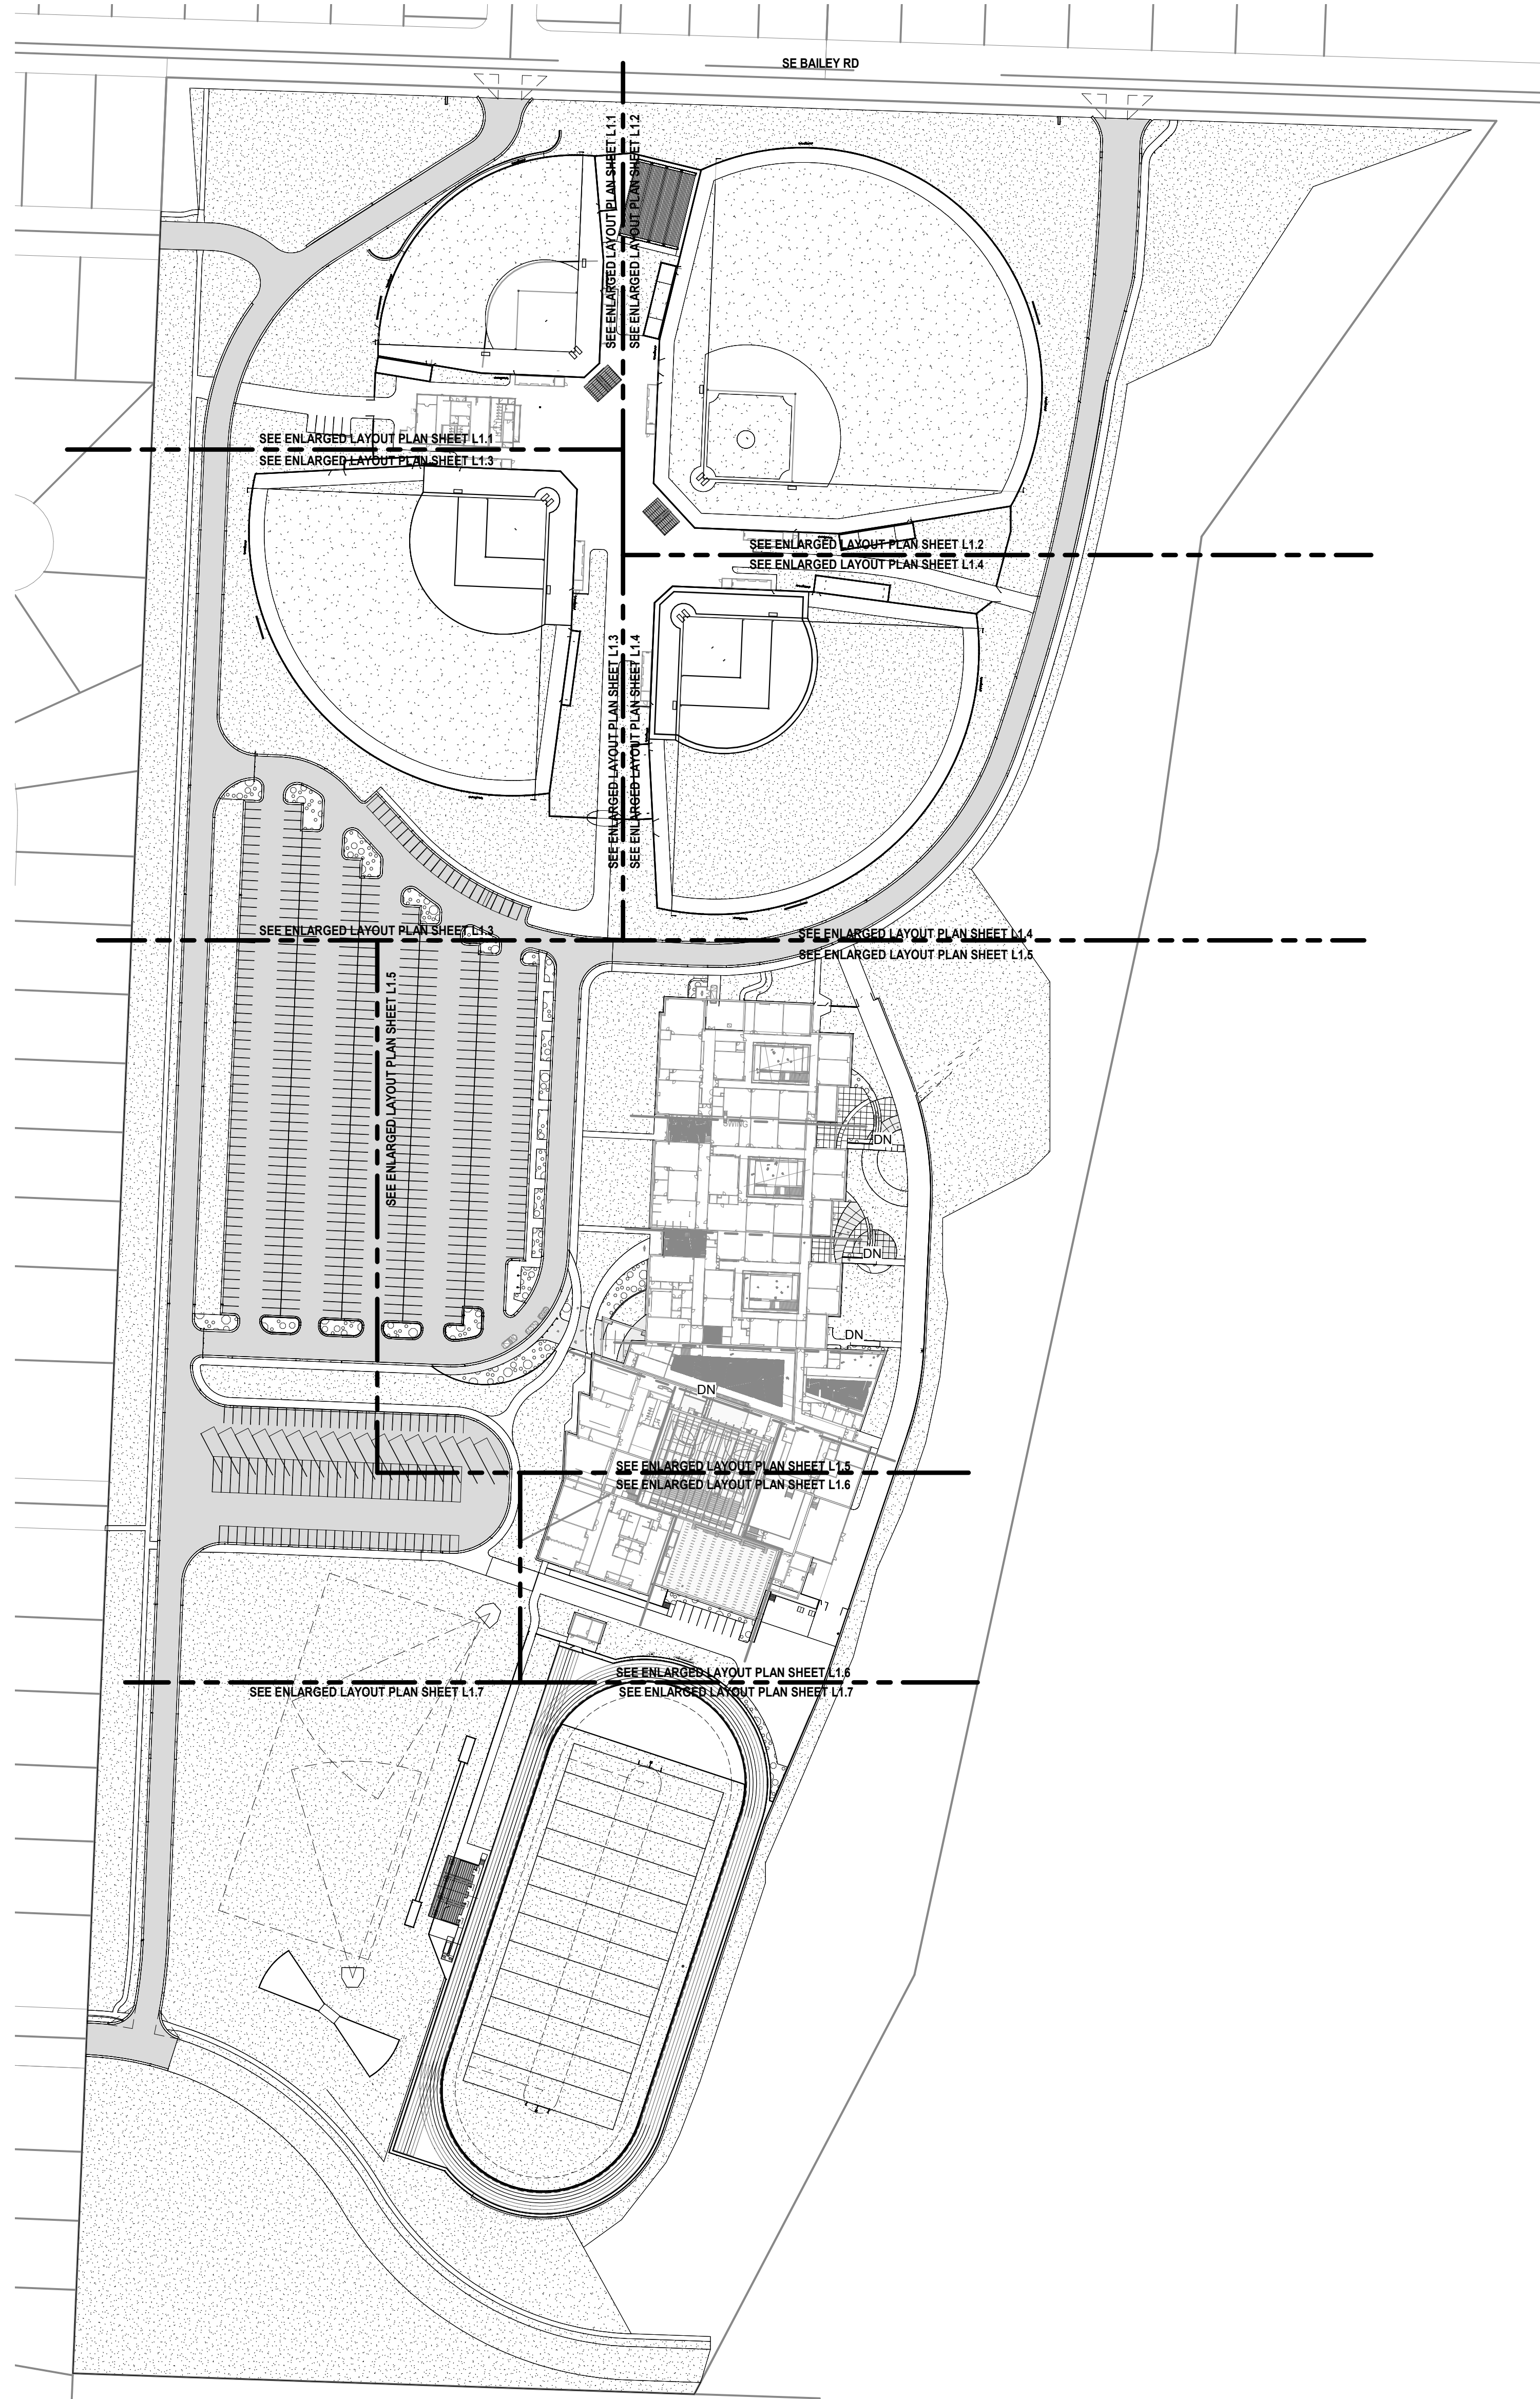 SE BAILEY RD
SEE ENLARGED LAYOUT PLAN SHEET L1.1
SEE ENLARGED LAYOUT PLAN SHEET L1.2
SEE ENLARGED LAYOUT PLAN SHEET L1.1
SEE ENLARGED LAYOUT PLAN SHEET L1.3
SEE ENLARGED LAYOUT PLAN SHEET L1.2
SEE ENLARGED LAYOUT PLAN SHEET L1.4
SEE ENLARGED LAYOUT PLAN SHEET L1.3
SEE ENLARGED LAYOUT PLAN SHEET L1.4
SEE ENLARGED LAYOUT PLAN SHEET L1.3
SEE ENLARGED LAYOUT PLAN SHEET L1.4
SEE ENLARGED LAYOUT PLAN SHEET L1.5
SEE ENLARGED LAYOUT PLAN SHEET L1.5
DN
DN
DN
DN
SEE ENLARGED LAYOUT PLAN SHEET L1.5
SEE ENLARGED LAYOUT PLAN SHEET L1.6
SEE ENLARGED LAYOUT PLAN SHEET L1.6
SEE ENLARGED LAYOUT PLAN SHEET L1.7
SEE ENLARGED LAYOUT PLAN SHEET L1.7